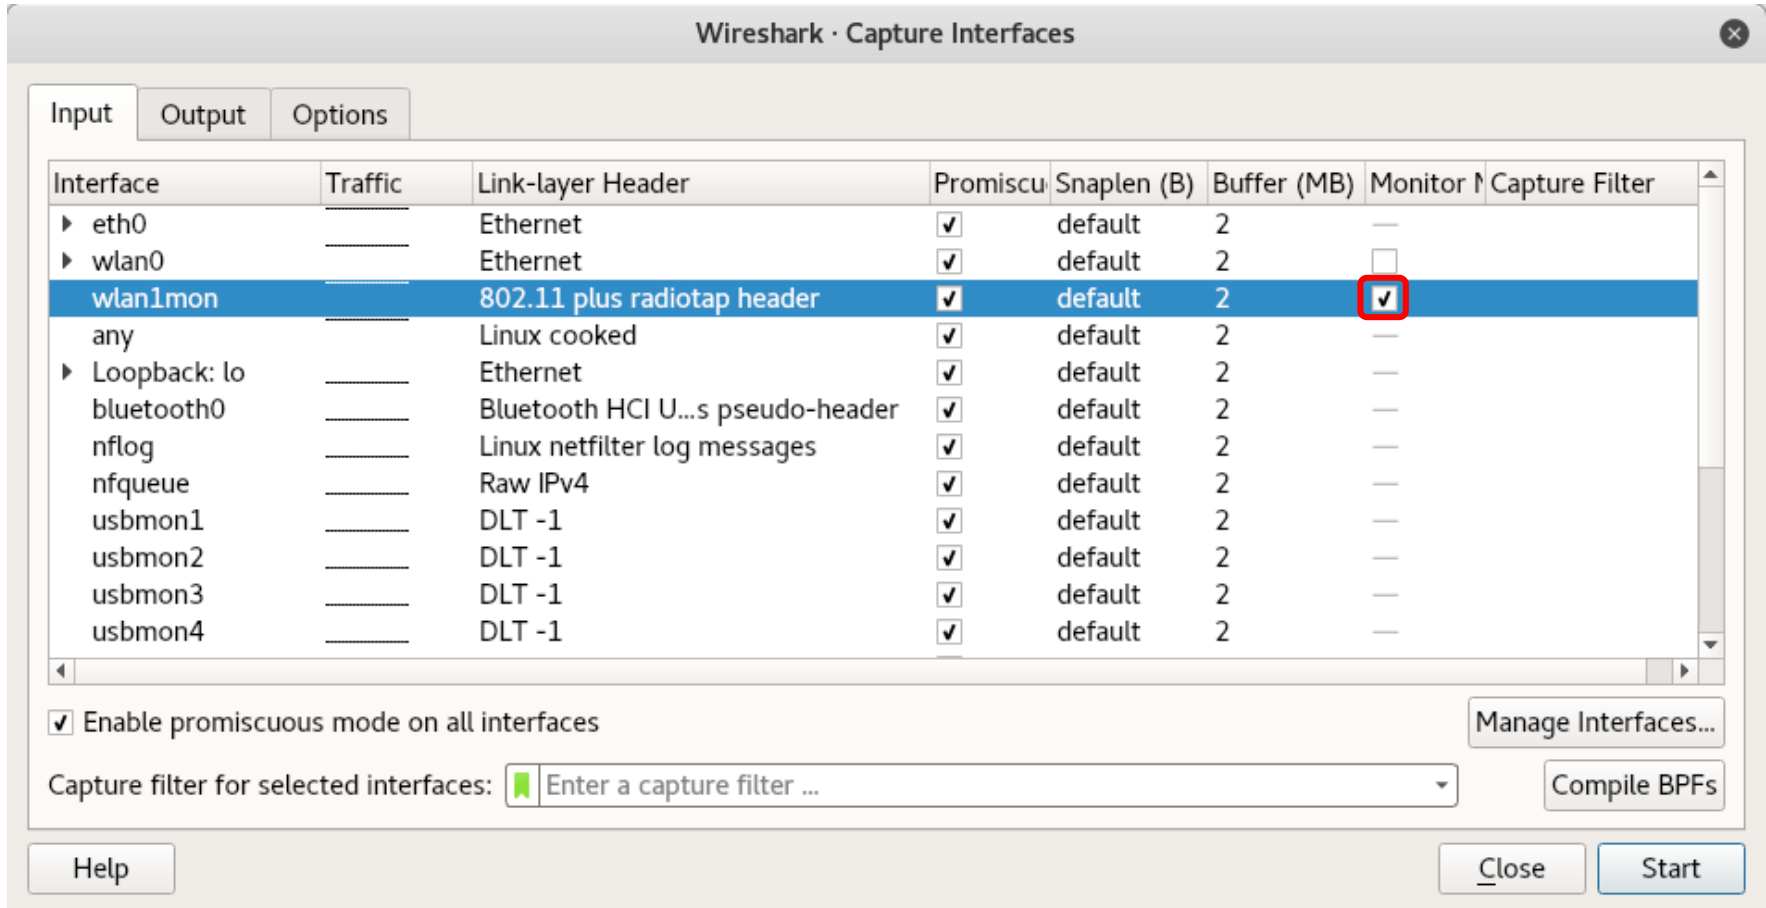 Wireshark · Capture Interfaces
Input Output Options
Interface Traffic Link-layer Header Promiscu Snaplen (B) Buffer (MB) Monitor M Capture Filter
eth0 Ethernet default 2 —
wlan0 Ethernet default 2
wlan1mon 802.11 plus radiotap header default 2
any Linux cooked default 2 —
Loopback: lo Ethernet default 2 —
bluetooth0 Bluetooth HCI U...s pseudo-header default 2 —
nflog Linux netfilter log messages default 2 —
nfqueue Raw IPv4 default 2 —
usbmon1 DLT -1 default 2 —
usbmon2 DLT -1 default 2 —
usbmon3 DLT -1 default 2 —
usbmon4 DLT -1 default 2 —
Enable promiscuous mode on all interfaces Manage Interfaces...
Capture filter for selected interfaces: Enter a capture filter ... Compile BPFs
Help Close Start